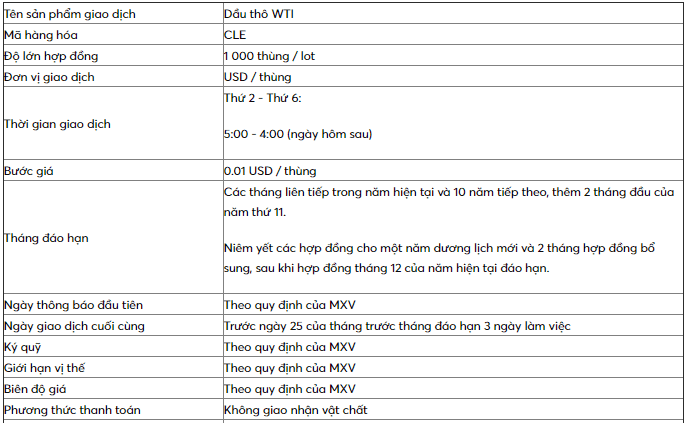 Tên sản phẩm giao dịch Dầu thô WTI
Mã hàng hóa CLE
Độ lớn hợp đồng 1 000 thùng / lot
Đơn vị giao dịch USD / thùng
Thời gian giao dịch
Thứ 2 - Thứ 6:
5:00 - 4:00 (ngày hôm sau)
Bước giá 0.01 USD / thùng
Tháng đáo hạn
Các tháng liên tiếp trong năm hiện tại và 10 năm tiếp theo, thêm 2 tháng đầu của
năm thứ 11.
Niêm yết các hợp đồng cho một năm dương lịch mới và 2 tháng hợp đồng bổ
sung, sau khi hợp đồng tháng 12 của năm hiện tại đáo hạn.
Ngày thông báo đầu tiên Theo quy định của MXV
Ngày giao dịch cuối cùng Trước ngày 25 của tháng trước tháng đáo hạn 3 ngày làm việc
Ký quỹ Theo quy định của MXV
Giới hạn vị thế Theo quy định của MXV
Biên độ giá Theo quy định của MXV
Phương thức thanh toán Không giao nhận vật chất